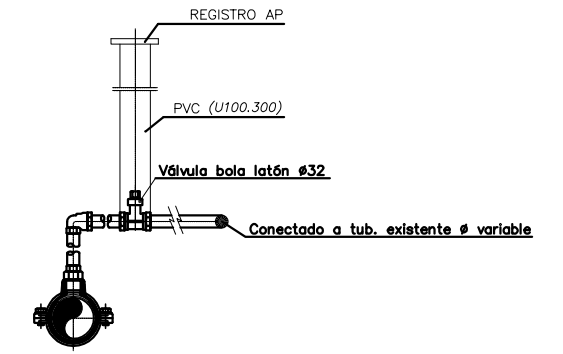 REGISTRO AP
PVC (U100.300)
Válvula bola latón ø32
Conectado a tub. existente ø variable